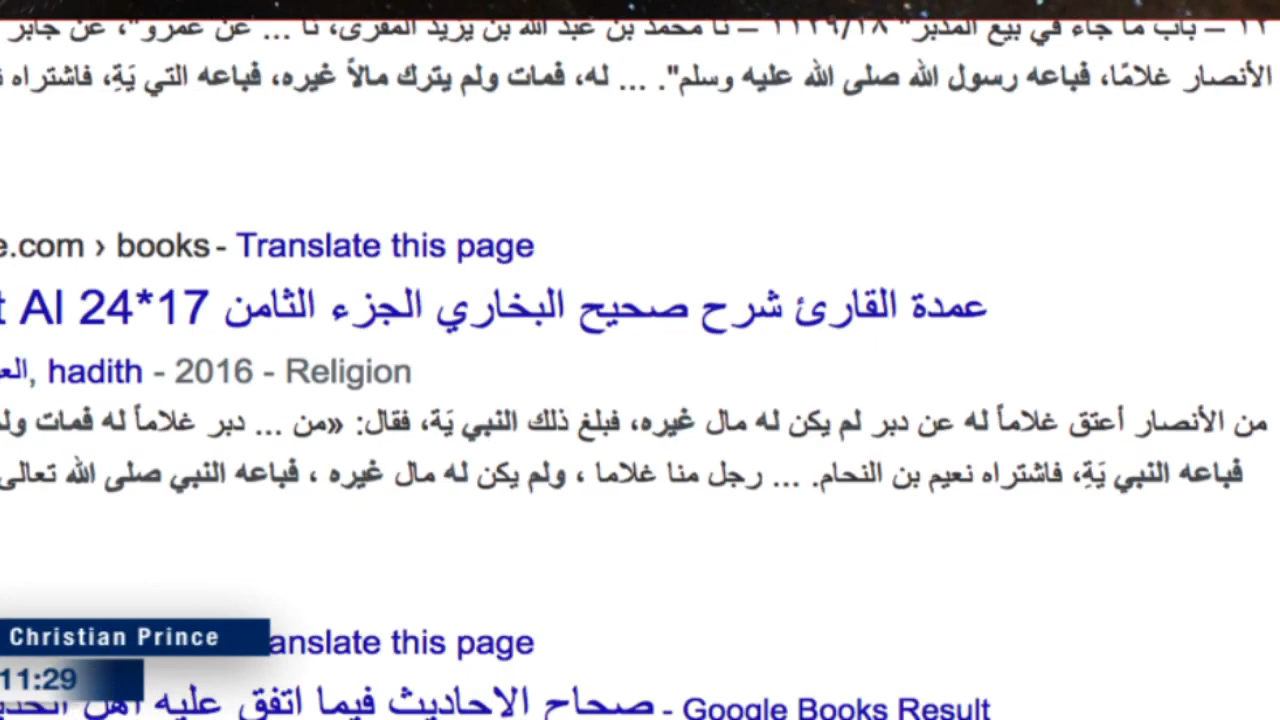 ١٢ – باب ما جاء في بيع المدبر" ١١٢٩/١٨ – نا محمد بن عبد الله بن يزيد المقرى، نا ... عن عمرو"، عن جابر
الأنصار غلامًا، فباعه رسول الله صلى الله عليه وسلم". ... له، فمات ولم يترك مالاً غيره، فباعه التي يَةِ، فاشتراه
e.com › books - Translate this page
عمدة القارئ شرح صحيح البخاري الجزء الثامن 17*24 Al t
hadith - 2016 - Religion
من الأنصار أعتق غلاماً له عن دبر لم يكن له مال غيره، فبلغ ذلك النبي يَة، فقال: «من ... دبر غلاماً له فمات
فباعه النبي يَةِ، فاشتراه نعيم بن النحام. ... رجل منا غلاما ، ولم يكن له مال غيره ، فباعه النبي صلى الله تعالى
Christian Prince
anslate this page
11:29
صحاح الاحاديث فيما اتفق عليه اهل - Google Books Result